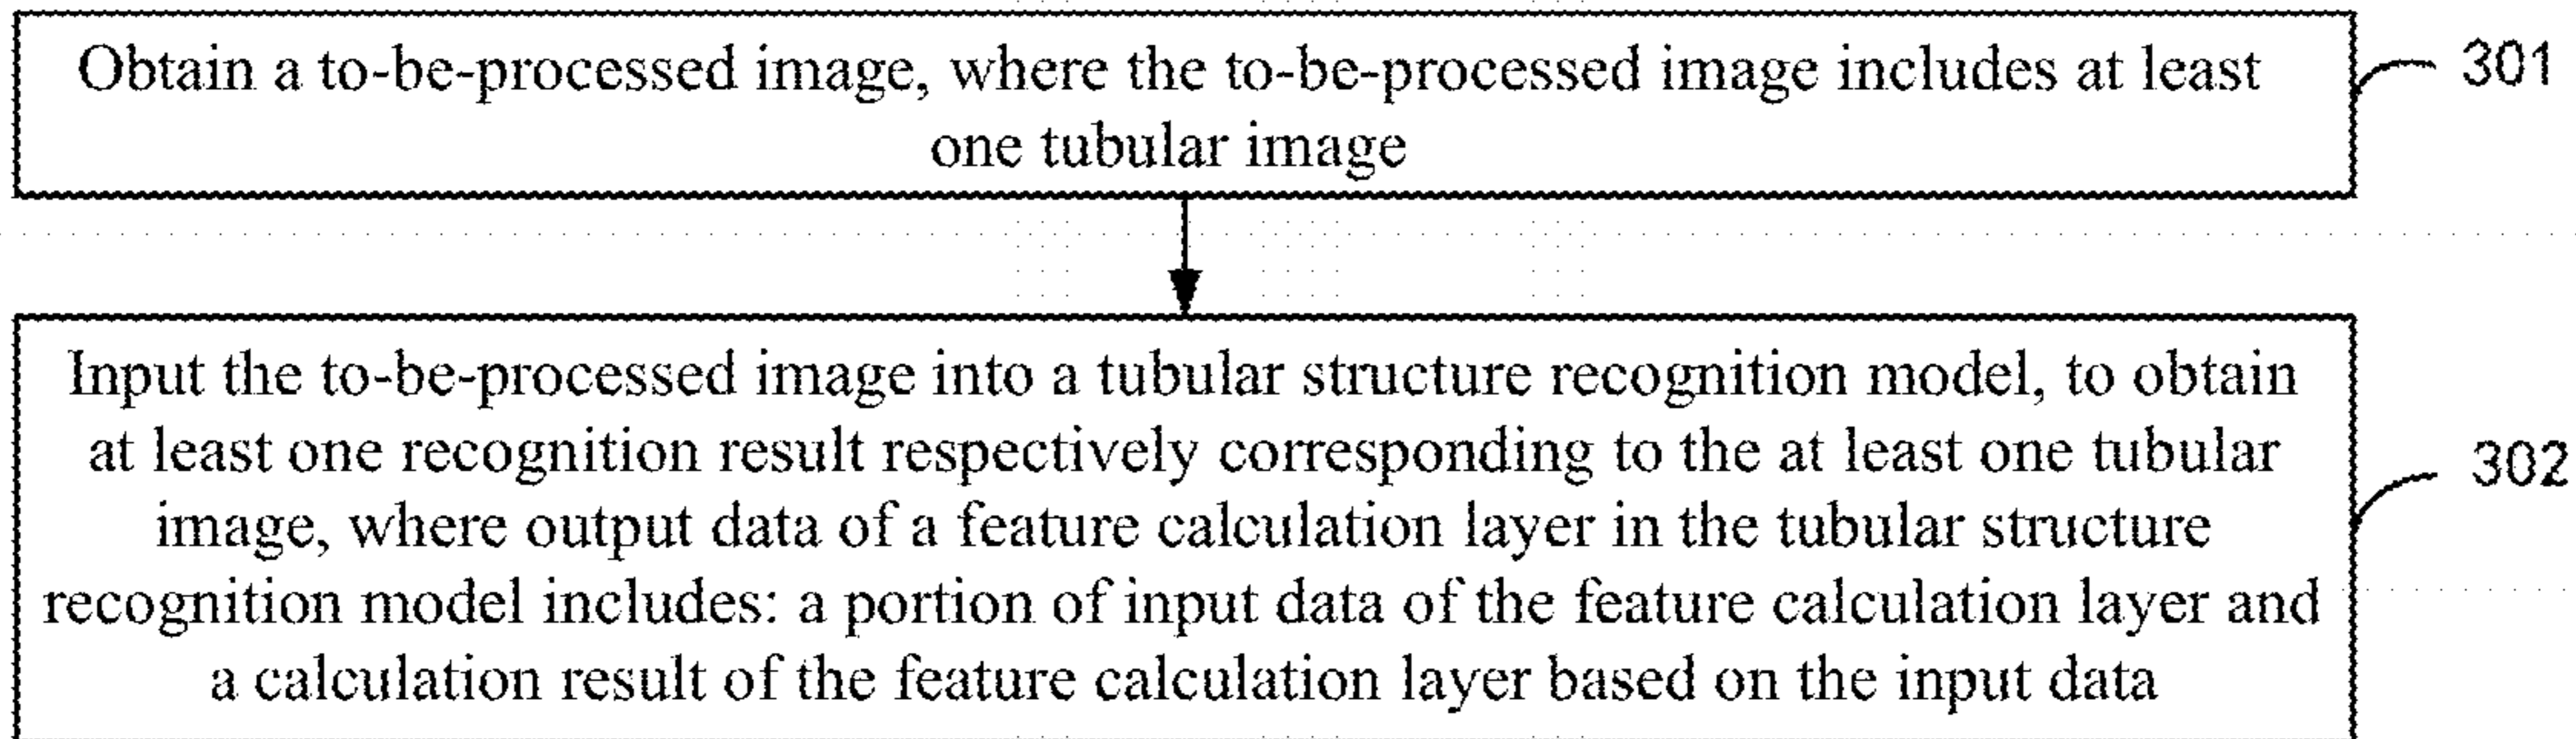 Obtain a to-be-processed image, where the to-be-processed image includes at least
one tubular image
301
Input the to-be-processed image into a tubular structure recognition model, to obtain
at least one recognition result respectively corresponding to the at least one tubular
image, where output data of a feature calculation layer in the tubular structure
recognition model includes: a portion of input data of the feature calculation layer and
a calculation result of the feature calculation layer based on the input data
302